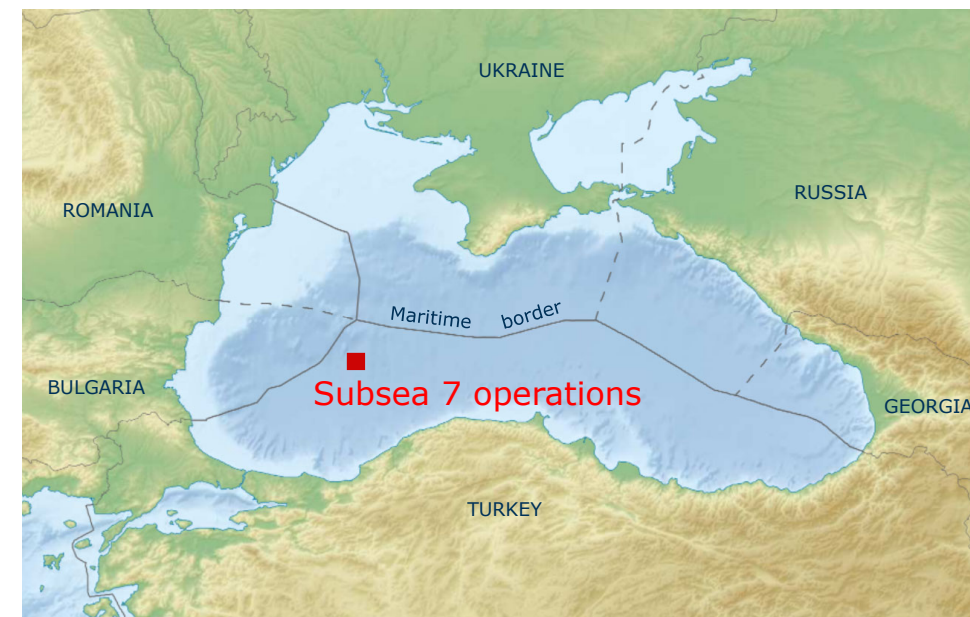 UKRAINE
RUSSIA
ROMANIA
Maritime border
BULGARIA
Subsea 7 operations
GEORGIA
TURKEY